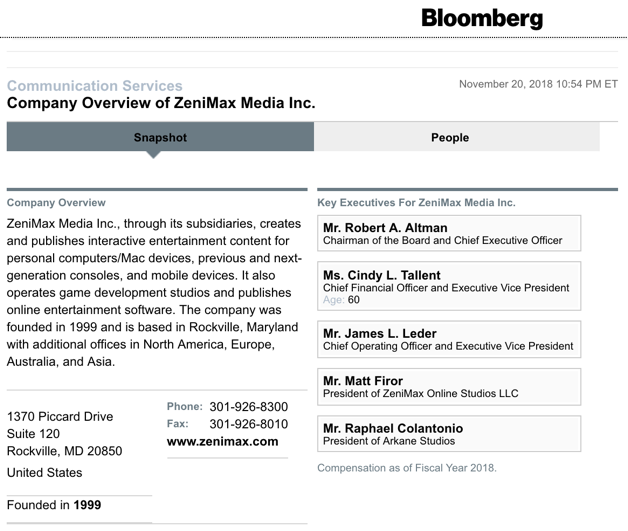 Bloomberg
Communication Services
November 20, 2018 10:54 PM ET
Company Overview of ZeniMax Media Inc.
Snapshot
People
Company Overview
ZeniMax Media Inc., through its subsidiaries, creates
and publishes interactive entertainment content for
personal computers/Mac devices, previous and next-
generation consoles, and mobile devices. It also
operates game development studios and publishes
online entertainment software. The company was
founded in 1999 and is based in Rockville, Maryland
with additional offices in North America, Europe,
Australia, and Asia.
1370 Piccard Drive
Suite 120
Rockville, MD 20850
United States
Phone: 301-926-8300
Fax: 301-926-8010
www.zenimax.com
Founded in 1999
Key Executives For ZeniMax Media Inc.
Mr. Robert A. Altman
Chairman of the Board and Chief Executive Officer
Ms. Cindy L. Tallent
Chief Financial Officer and Executive Vice President
Age: 60
Mr. James L. Leder
Chief Operating Officer and Executive Vice President
Mr. Matt Firor
President of ZeniMax Online Studios LLC
Mr. Raphael Colantonio
President of Arkane Studios
Compensation as of Fiscal Year 2018.